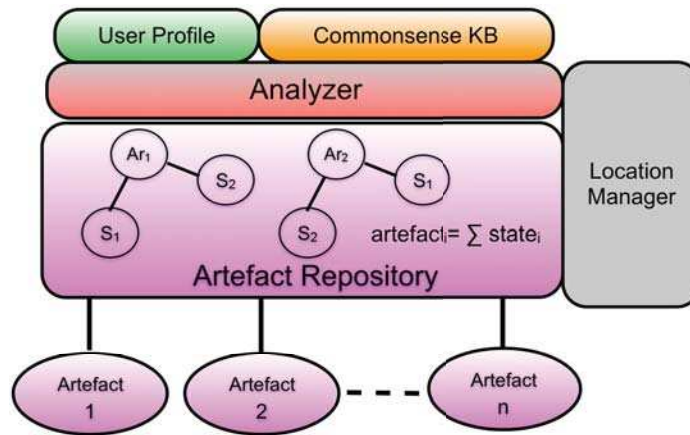 User Profile
Commonsense KB
Analyzer
Location
Manager
Ar₁
S₂
S₁
Ar₂
S₁
S₂
artefactᵢ= ∑ stateᵢ
Artefact Repository
Artefact
1
Artefact
2
Artefact
n